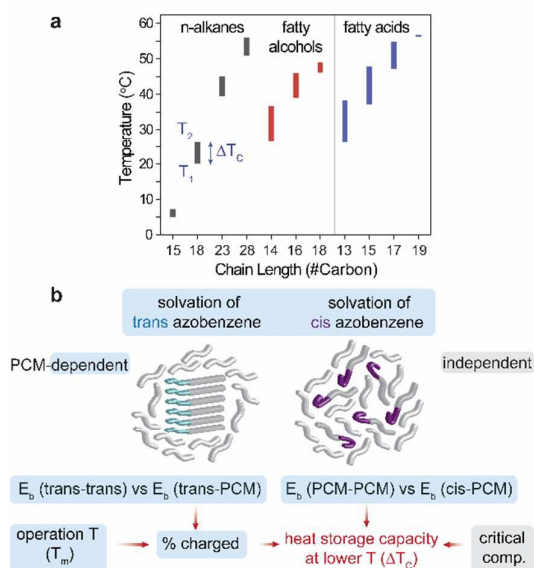 a
n-alkanes
fatty
alcohols
fatty acids
Temperature (°C)
60
50
40
30
20
10
0
T2
ΔTC
T1
15 18 23 28 14 16 18 13 15 17 19
Chain Length (#Carbon)
b
solvation of
trans azobenzene
solvation of
cis azobenzene
PCM-dependent
independent
Eb (trans-trans) vs Eb (trans-PCM)
Eb (PCM-PCM) vs Eb (cis-PCM)
operation T
(Tm)
% charged
heat storage capacity
at lower T (ΔTC)
critical
comp.